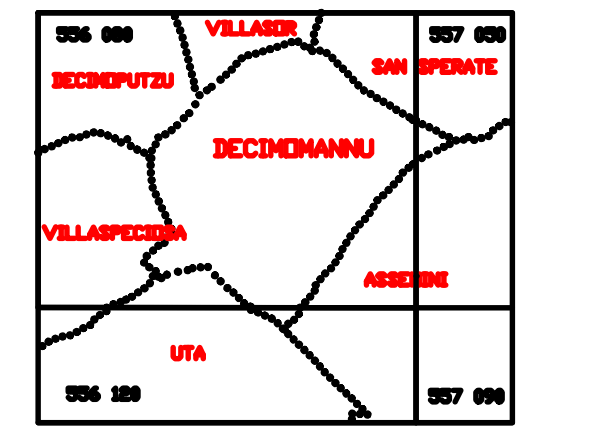 VILLASOR
556 080
557 050
SAN SPERATE
DECIMOPUTZU
DECIMOMANNU
VILLASPECIOSA
ASSEMINI
UTA
556 120
557 090